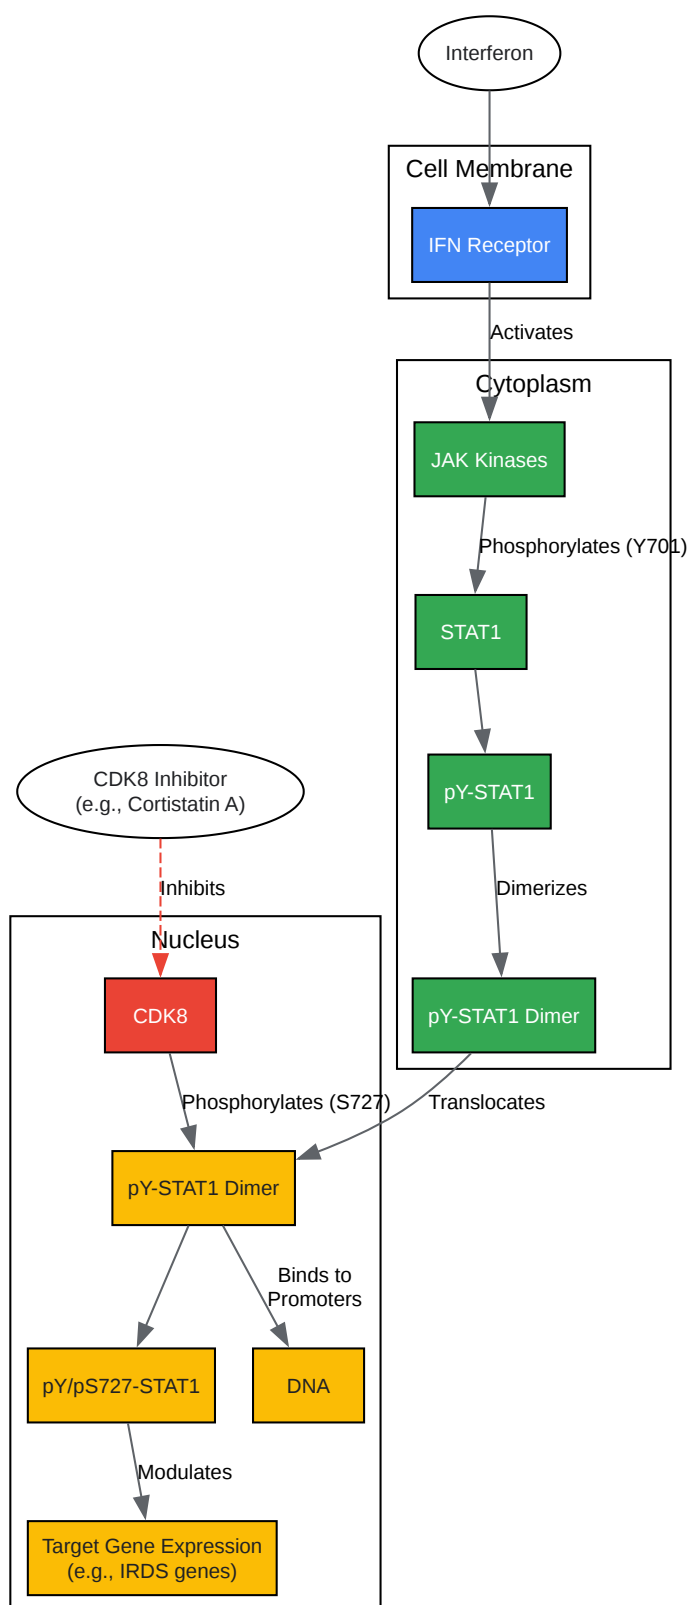 Interferon
Cell Membrane
IFN Receptor
Activates
Cytoplasm
JAK Kinases
Phosphorylates (Y701)
STAT1
pY-STAT1
CDK8 Inhibitor
(e.g., Cortistatin A)
Inhibits
Dimerizes
Nucleus
CDK8
pY-STAT1 Dimer
Phosphorylates (S727)
Translocates
pY-STAT1 Dimer
Binds to
Promoters
pY/pS727-STAT1
DNA
Modulates
Target Gene Expression
(e.g., IRDS genes)